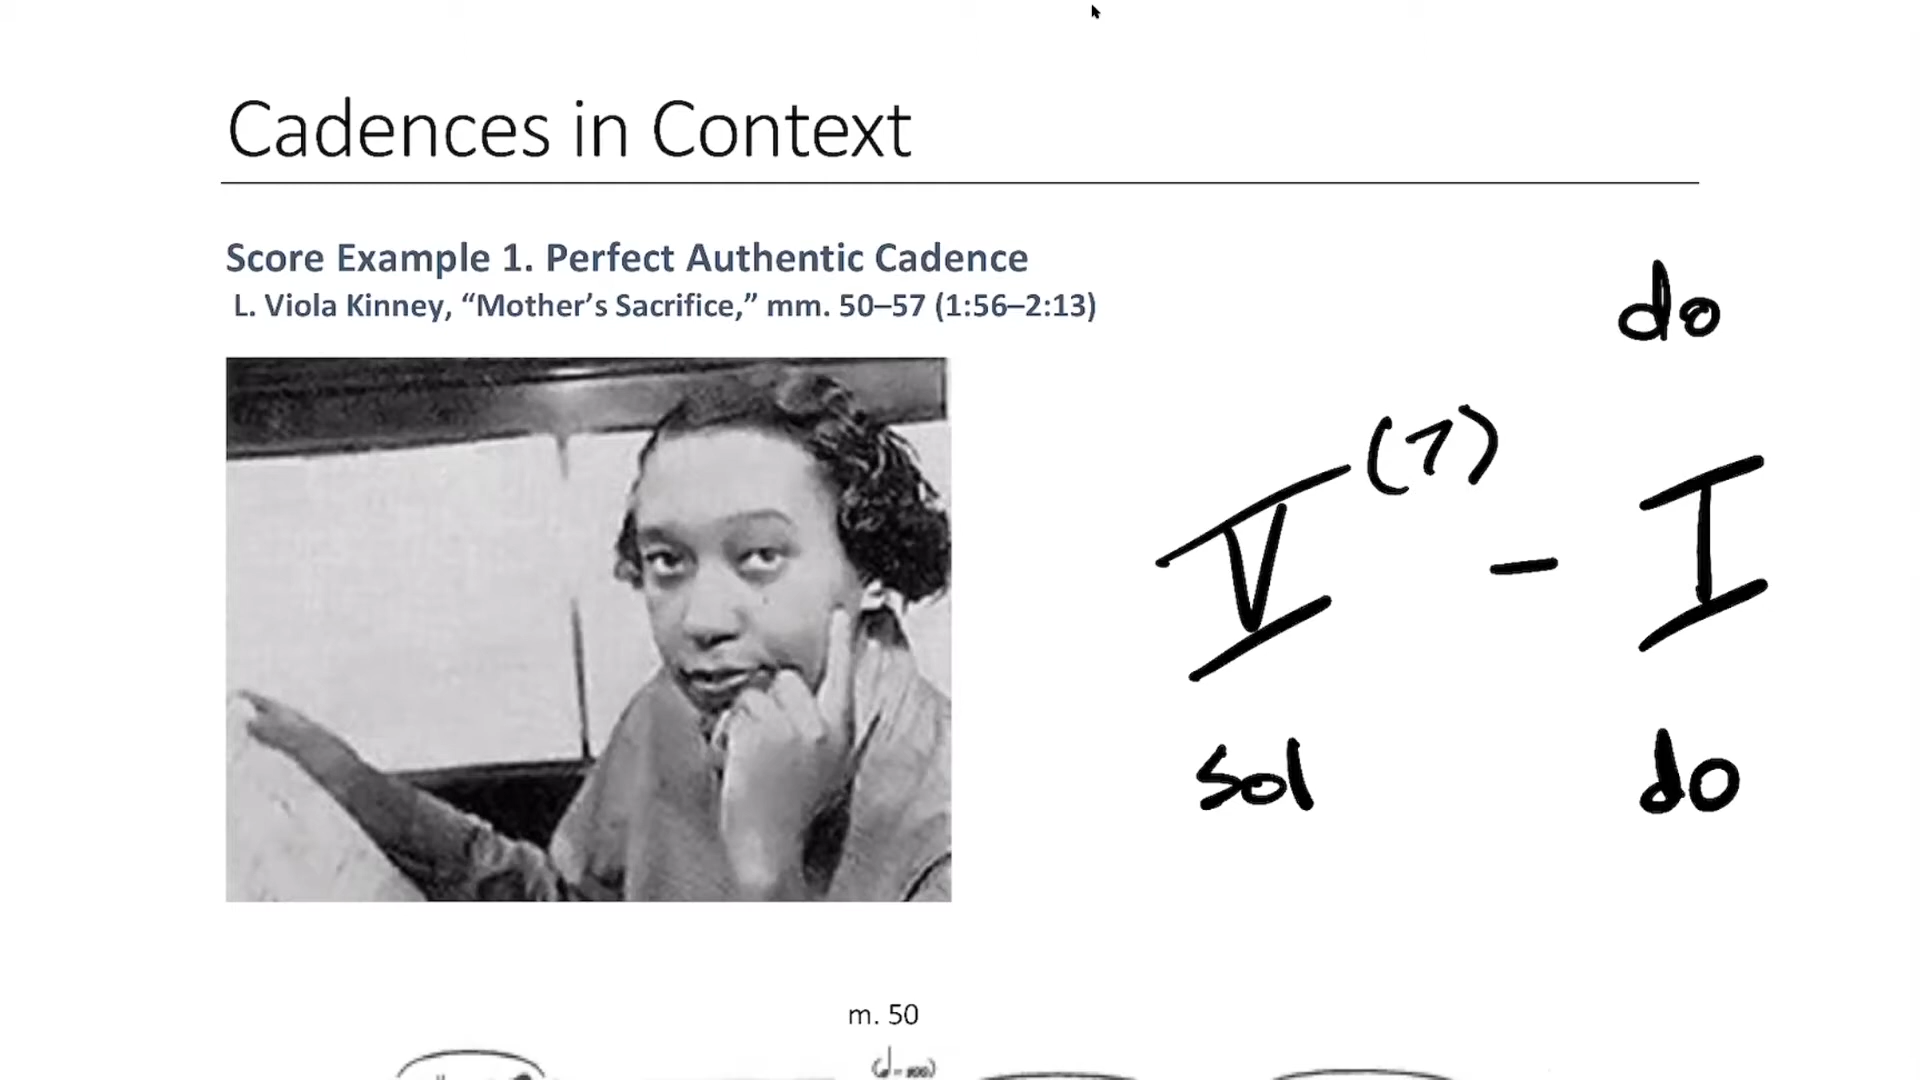 Cadences in Context
Score Example 1. Perfect Authentic Cadence
L. Viola Kinney, “Mother’s Sacrifice,” mm. 50–57 (1:56–2:13)
do
V(7) – I
sol do
m. 50